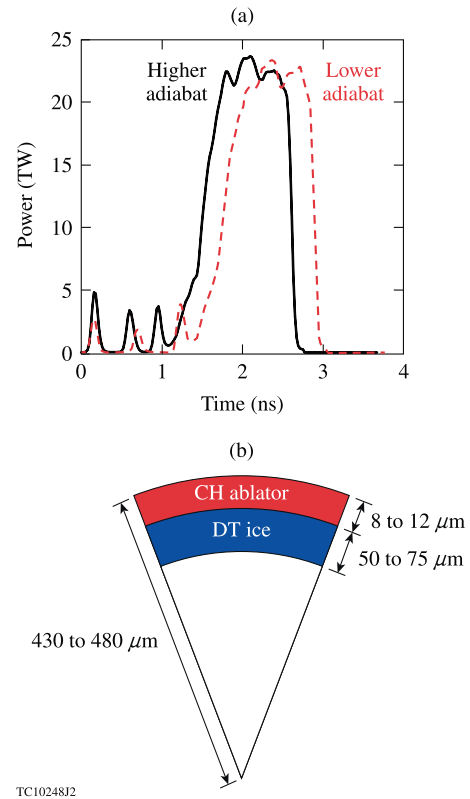 (a)
25
20
15
10
5
0
Power (TW)
Higher
adiabat
Lower
adiabat
0
1
2
3
4
Time (ns)
(b)
CH ablator
DT ice
8 to 12 μm
50 to 75 μm
430 to 480 μm
TC10248J2